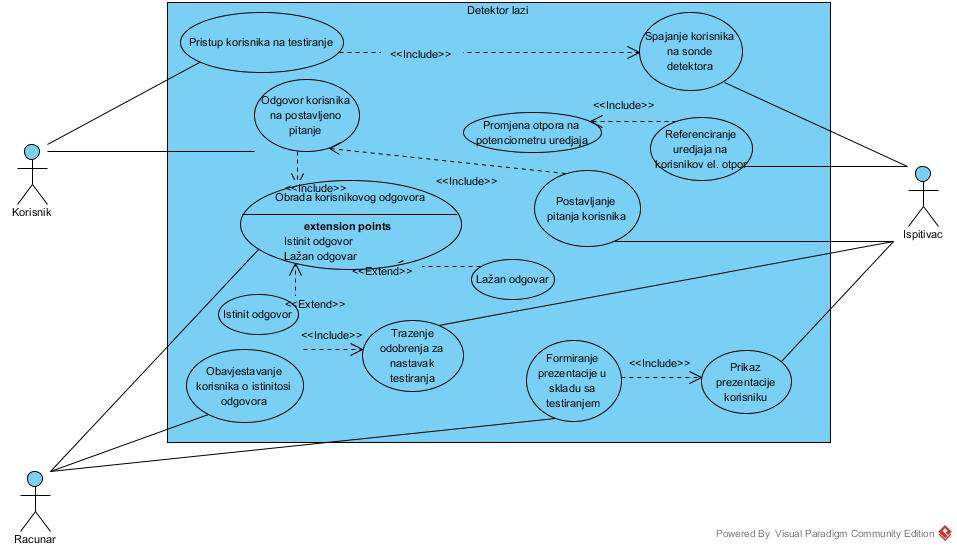 Detektor lazi
Pristup korisnika na testiranje
<<Include>>
Spajanje korisnika
na sonde
detektora
Odgovor korisnika
na postavljeno
pitanje
<<Include>>
Promjena otpora na
potenciometru uredjaja
Referenciranje
uredjaja na
korisnikov el. otpor
Korisnik
<<Include>>
Obrada korisnikovog odgovora
<<Include>>
Postavljanje
pitanja korisnika
Ispitivac
extension points
Istinit odgovor
Lažan odgovar
<<Extend>>
Lažan odgovar
Istinit odgovor
<<Extend>>
<<Include>>
Trazenje
odobrenja za
nastavak
testiranja
Obavjestavanje
korisnika o istinitosti
odgovora
Formiranje
prezentacije u
skladu sa
testiranjem
<<Include>>
Prikaz
prezentacije
korisniku
Racunar
Powered By Visual Paradigm Community Edition